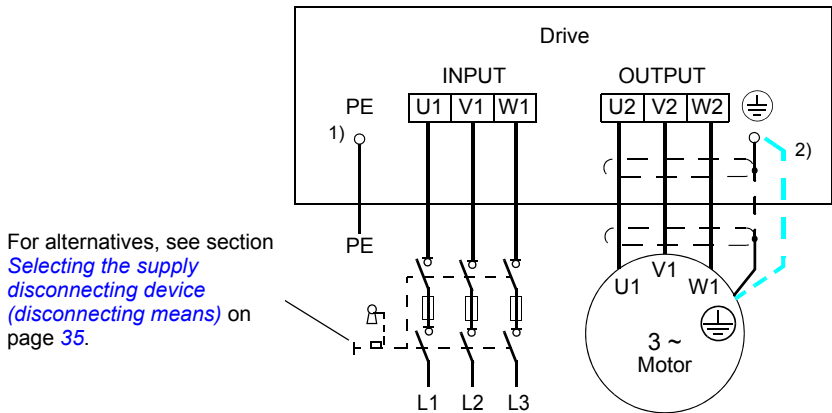 Drive
INPUT
OUTPUT
PE
U1 V1 W1
U2 V2 W2
1)
2)
PE
For alternatives, see section
Selecting the supply
disconnecting device
(disconnecting means) on
page 35.
U1
V1
W1
3 ~
Motor
L1 L2 L3